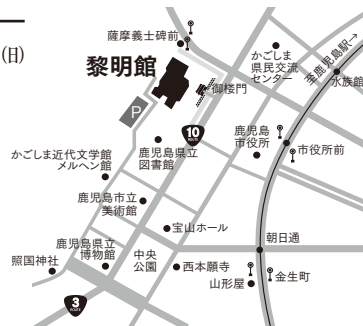 (日)
薩摩義士碑前
黎明館
御楼門
かごしま
県民交流
センター
至鹿児島駅→
水族館
P
10
ROUTE
鹿児島
市役所
市役所前
鹿児島県立
図書館
かごしま近代文学館
メルヘン館
鹿児島市立
美術館
宝山ホール
朝日通
鹿児島県立
博物館
中央
公園
照国神社
西本願寺
山形屋
金生町
3
ROUTE